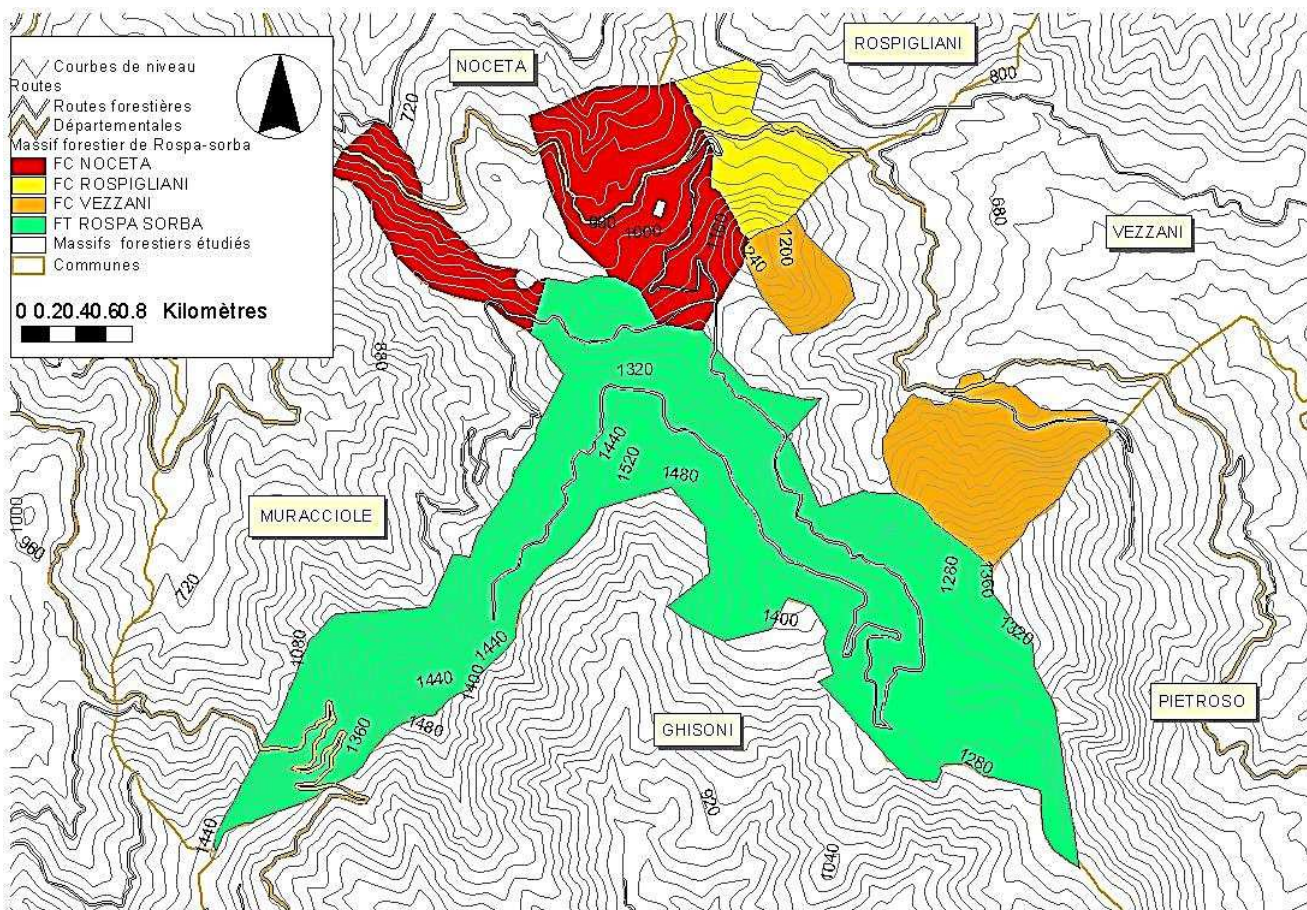 Courbes de niveau
Routes
Routes forestières
Départementales
Massif forestier de Rospa-sorba
FC NOCETA
FC ROSPIGLIANI
FC VEZZANI
FT ROSPA SORBA
Massifs forestiers étudiés
Communes
0 0.20.40.60.8 Kilomètres
NOCETA
ROSPIGLIANI
800
720
680
VEZZANI
900
1000
1160
1240
1200
880
1320
1440
1520
1480
1000
960
MURACCIOLE
720
1280
1360
1400
1320
1080
1440
1440
1400
1480
1360
GHISONI
PIETROSO
1280
920
1440
1040